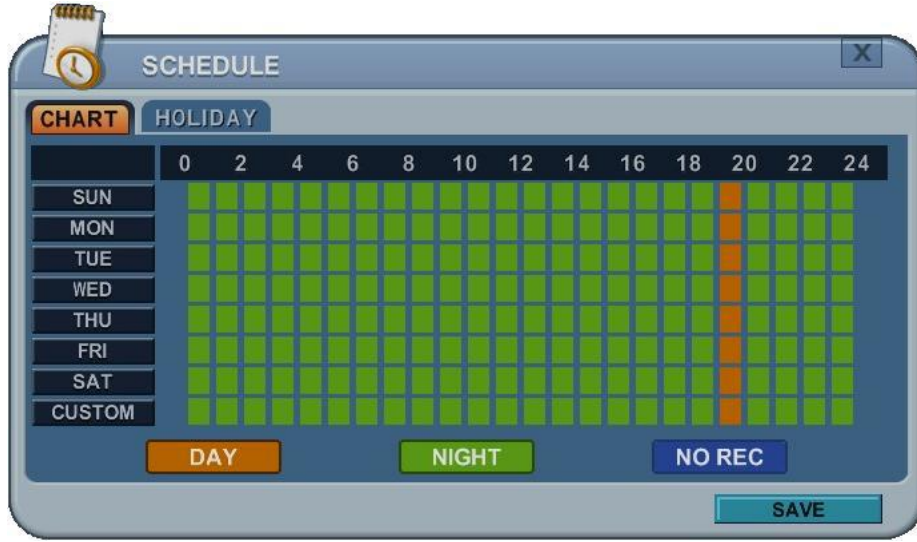 SCHEDULE X
CHART HOLIDAY
0 2 4 6 8 10 12 14 16 18 20 22 24
SUN
MON
TUE
WED
THU
FRI
SAT
CUSTOM
DAY NIGHT NO REC
SAVE